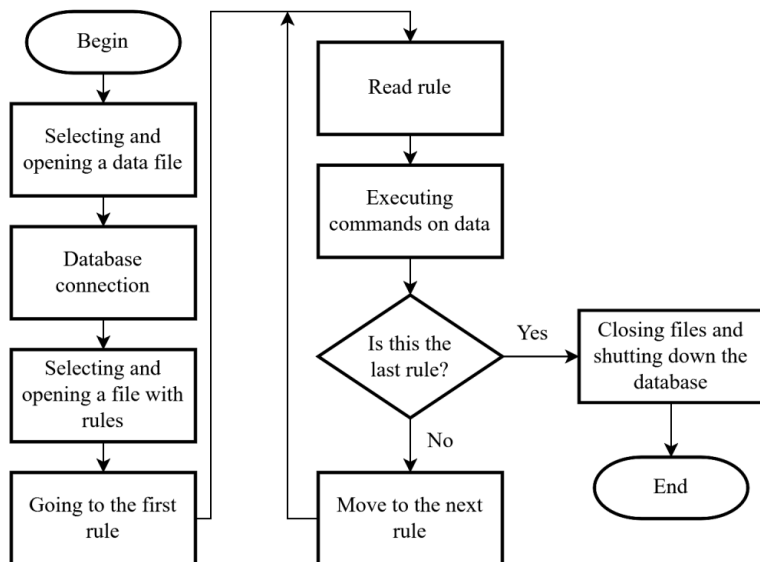 Begin
Selecting and
opening a data file
Database
connection
Selecting and
opening a file with
rules
Going to the first
rule
Read rule
Executing
commands on data
Is this the
last rule?
Yes
No
Move to the next
rule
Closing files and
shutting down the
database
End